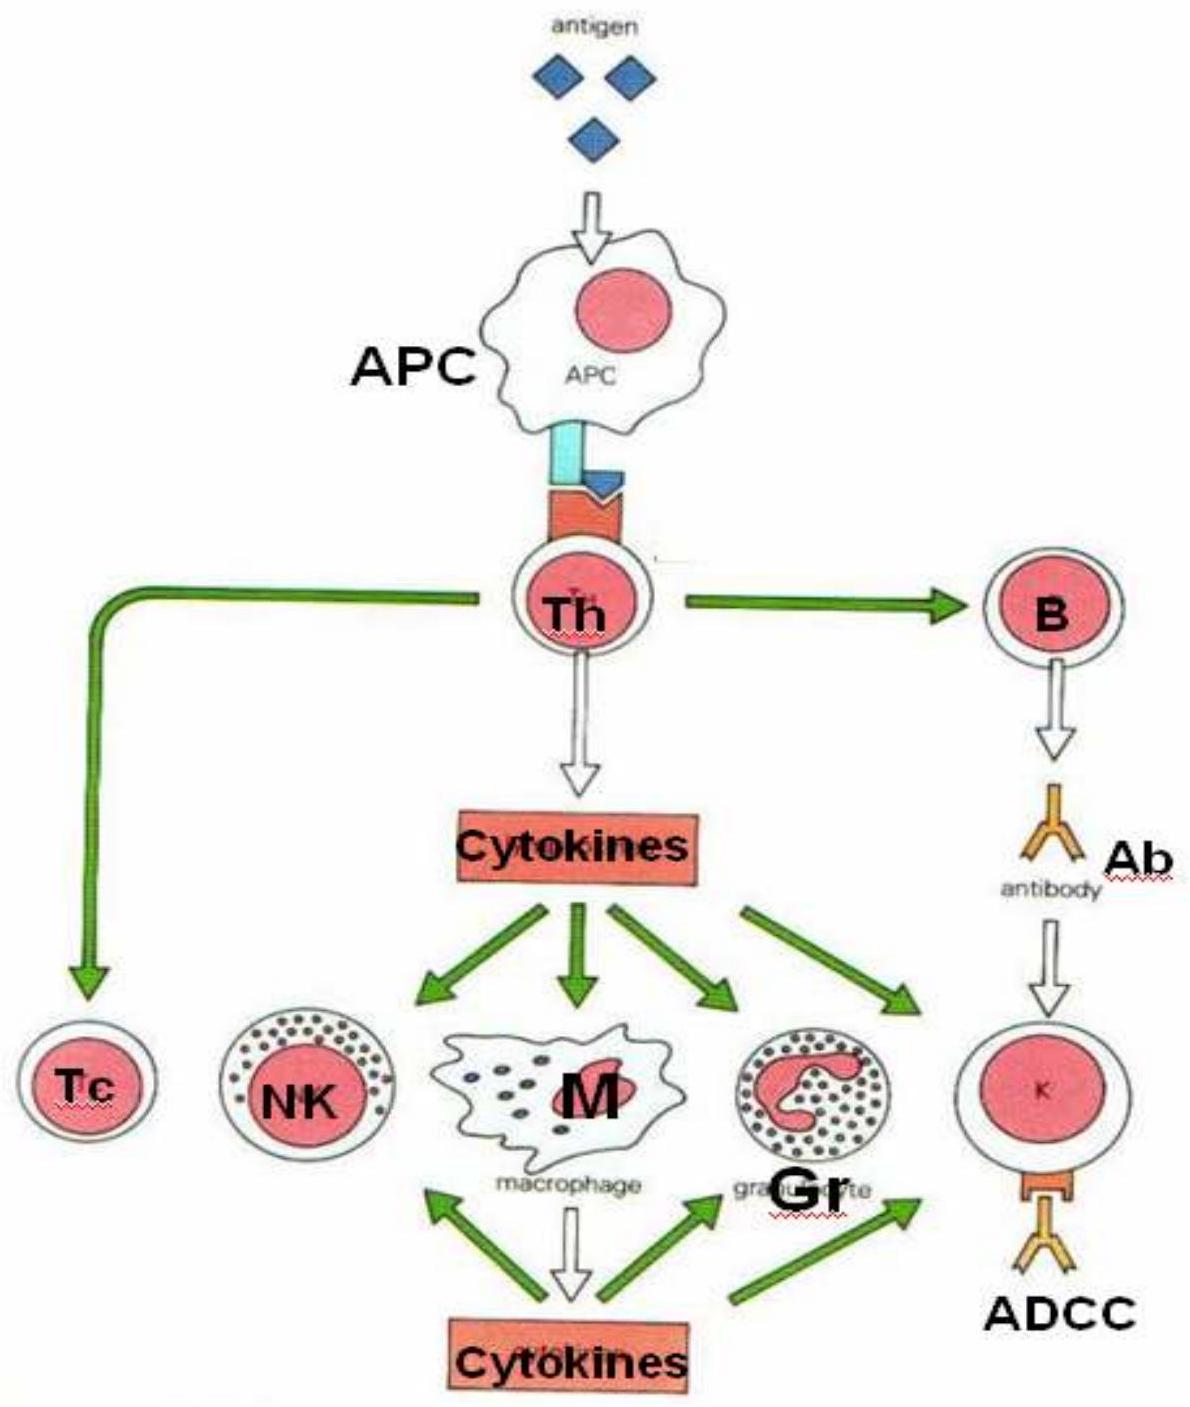 antigen
APC
APC
Th
B
Cytokines
Ab
antibody
Tc
NK
M
K
macrophage
granulocyte
Gr
ADCC
Cytokines